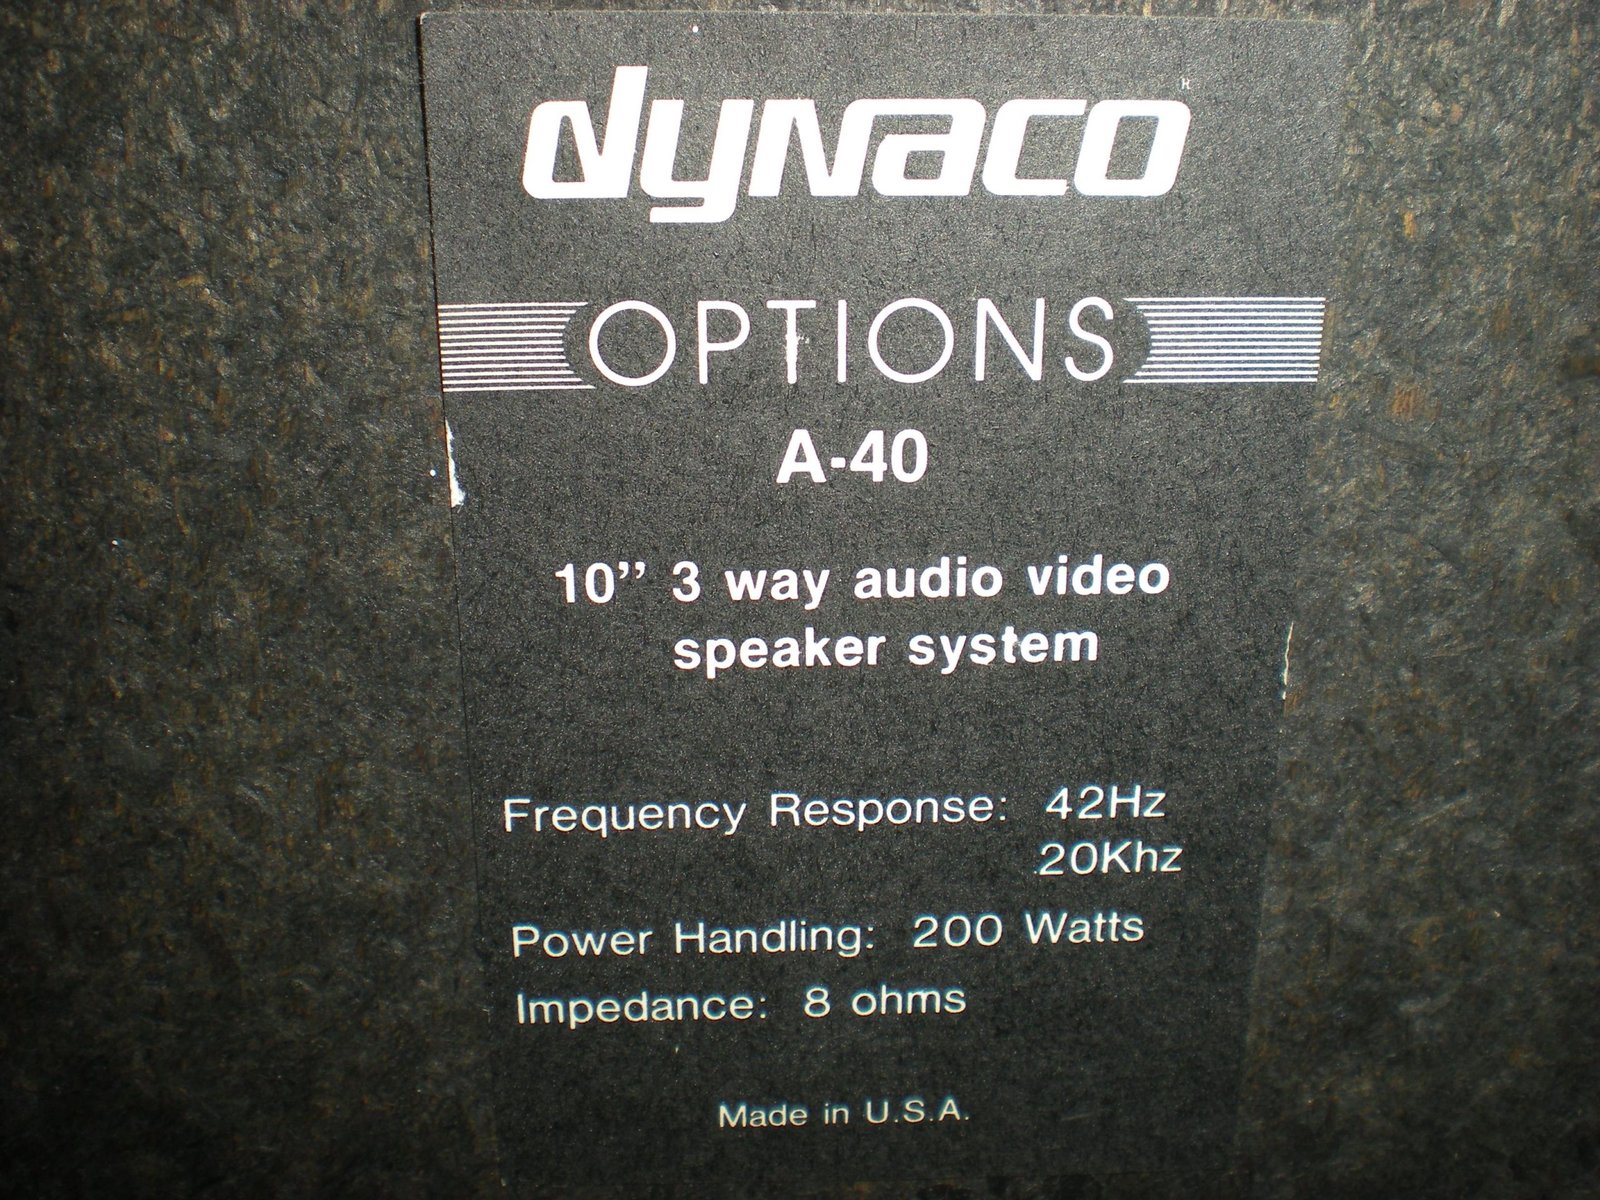 dynaco R
OPTIONS
A-40
10” 3 way audio video
speaker system
Frequency Response: 42Hz
20Khz
Power Handling: 200 Watts
Impedance: 8 ohms
Made in U.S.A.